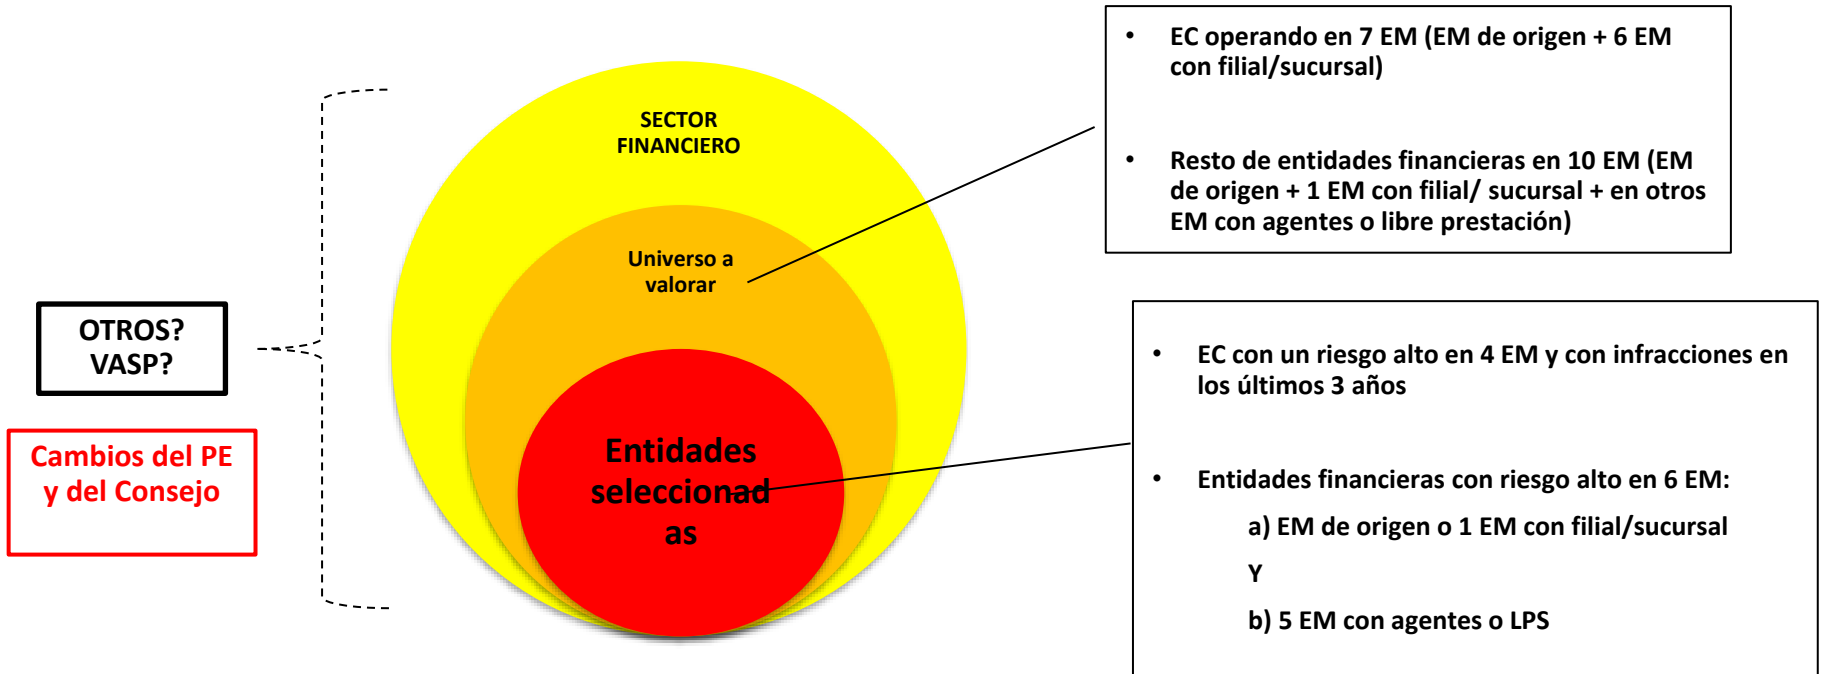 OTROS?
VASP?
Cambios del PE
y del Consejo
SECTOR
FINANCIERO
Universo a
valorar
Entidades
seleccionad
as
• EC operando en 7 EM (EM de origen + 6 EM
con filial/sucursal)
• Resto de entidades financieras en 10 EM (EM
de origen + 1 EM con filial/ sucursal + en otros
EM con agentes o libre prestación)
• EC con un riesgo alto en 4 EM y con infracciones en
los últimos 3 años
• Entidades financieras con riesgo alto en 6 EM:
a) EM de origen o 1 EM con filial/sucursal
Y
b) 5 EM con agentes o LPS